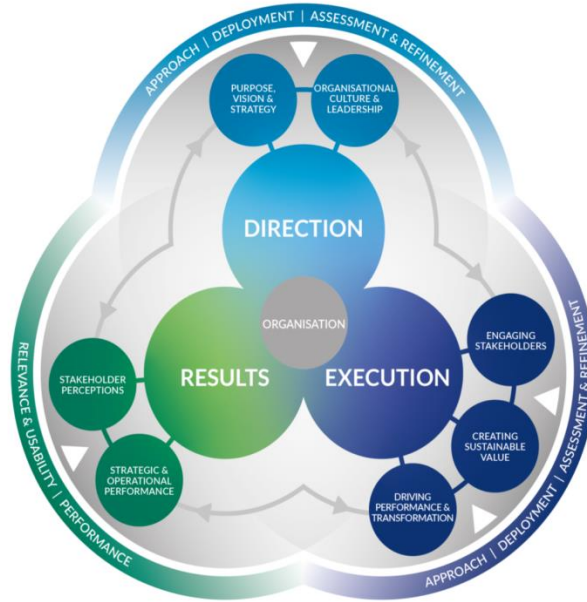 APPROACH | DEPLOYMENT | ASSESSMENT & REFINEMENT
PURPOSE,
VISION &
STRATEGY
ORGANISATIONAL
CULTURE &
LEADERSHIP
DIRECTION
ORGANISATION
RESULTS
EXECUTION
STAKEHOLDER
PERCEPTIONS
STRATEGIC &
OPERATIONAL
PERFORMANCE
ENGAGING
STAKEHOLDERS
CREATING
SUSTAINABLE
VALUE
DRIVING
PERFORMANCE &
TRANSFORMATION
RELEVANCE & USABILITY | PERFORMANCE
APPROACH | DEPLOYMENT | ASSESSMENT & REFINEMENT